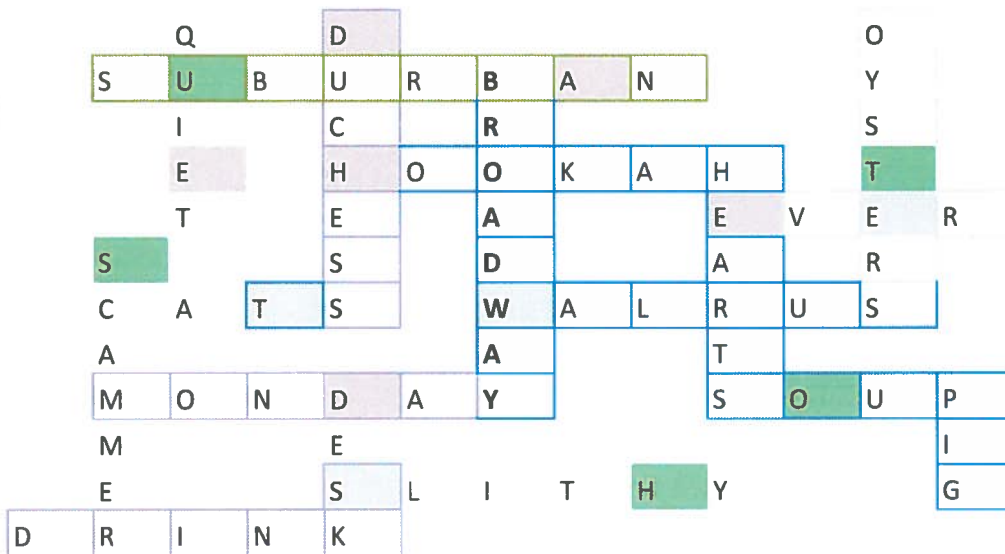 Q D O
S U B U R B A N Y
I C R S
E H O O K A H T
T E A E V E R
S S D A R
C A T S W A L R U S
A A T
M O N D A Y S O U P
M E I
E S L I T H Y G
D R I N K